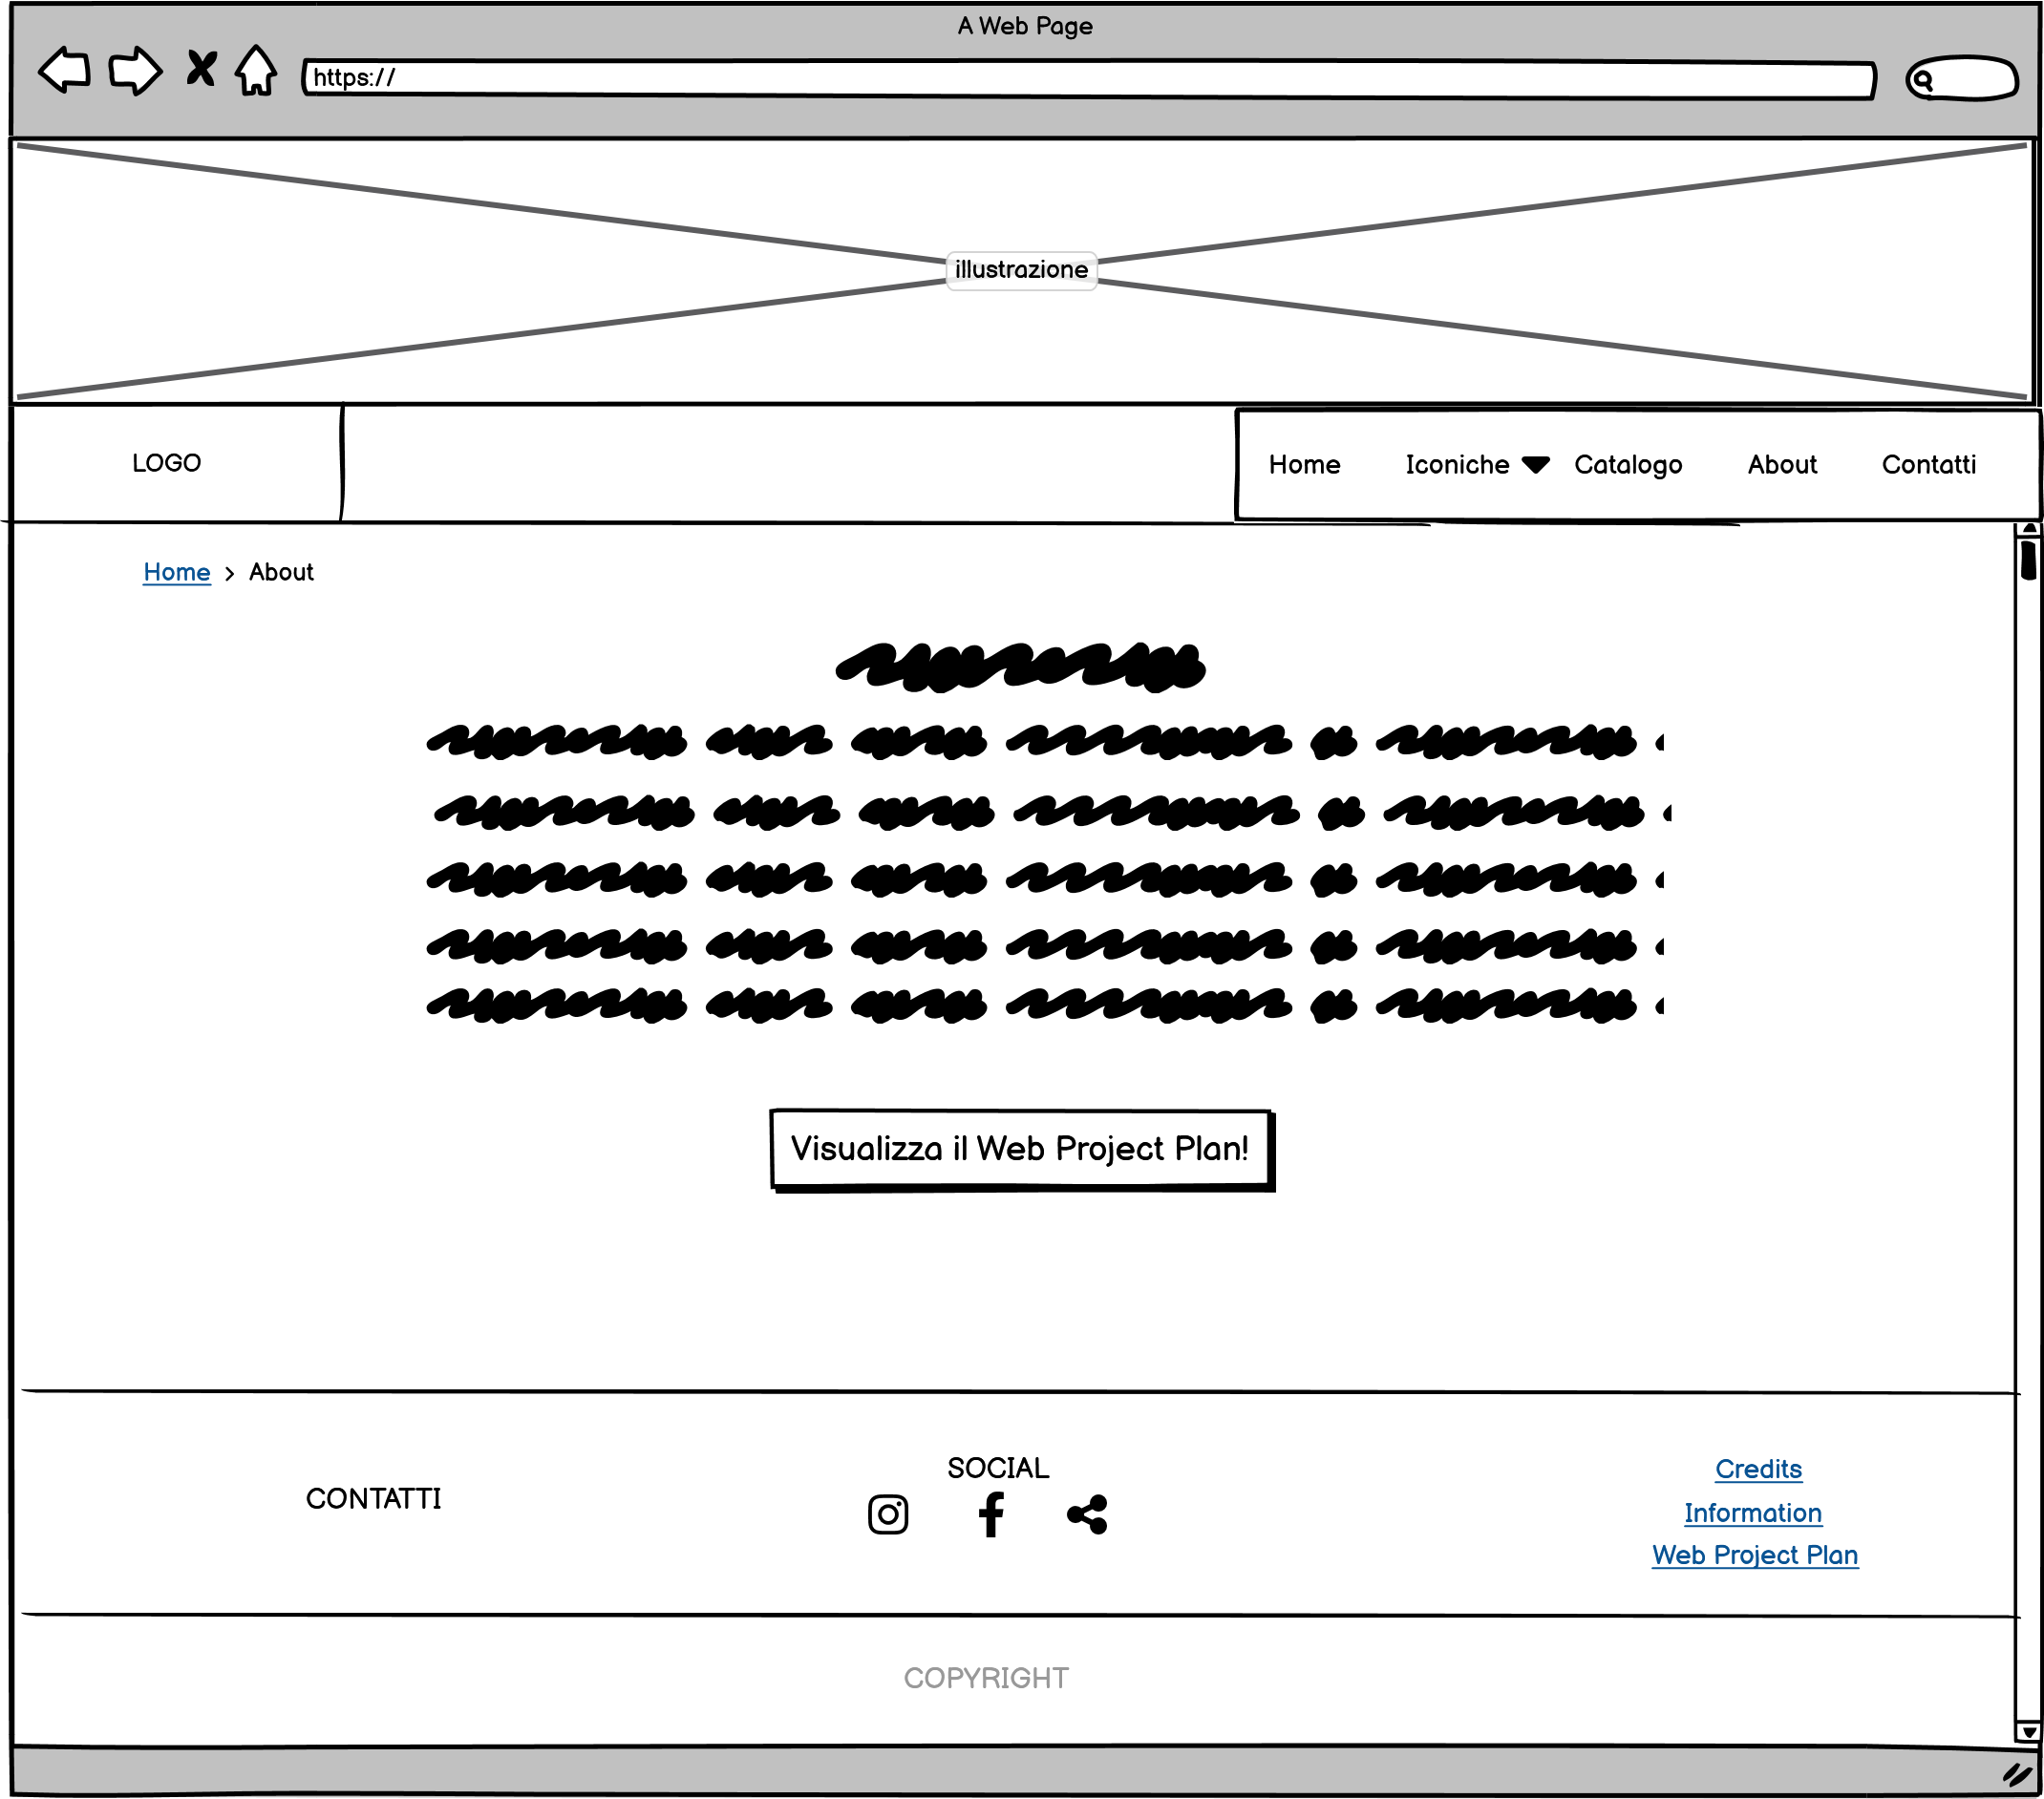 A Web Page
https://
illustrazione
LOGO
Home Iconiche Catalogo About Contatti
Home > About
Visualizza il Web Project Plan!
CONTATTI
SOCIAL
Credits
Information
Web Project Plan
COPYRIGHT